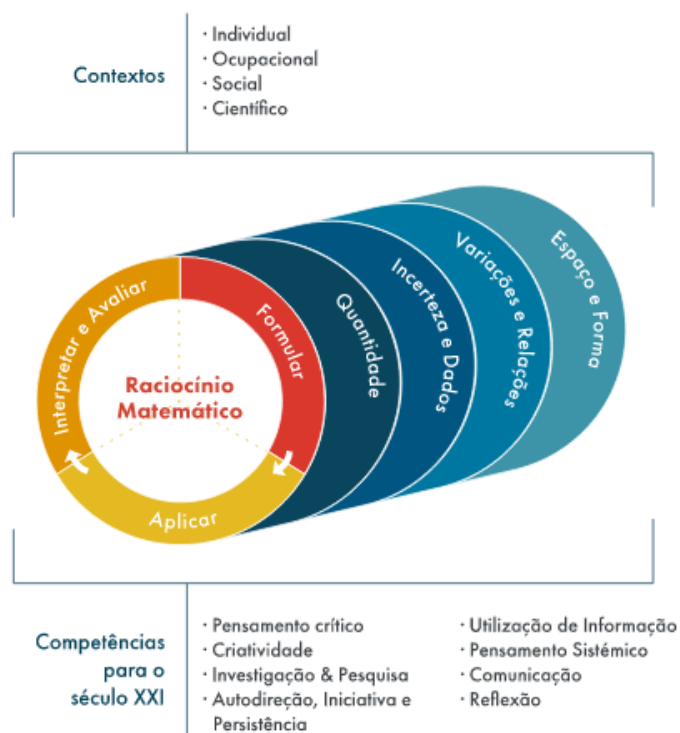 Contextos
· Individual
· Ocupacional
· Social
· Científico
Interpretar e Avaliar
Formular
Aplicar
Raciocínio
Matemático
Quantidade
Incerteza e Dados
Variações e Relações
Espaço e Forma
Competências
para o
século XXI
· Pensamento crítico
· Criatividade
· Investigação & Pesquisa
· Autodireção, Iniciativa e
Persistência
· Utilização de Informação
· Pensamento Sistémico
· Comunicação
· Reflexão